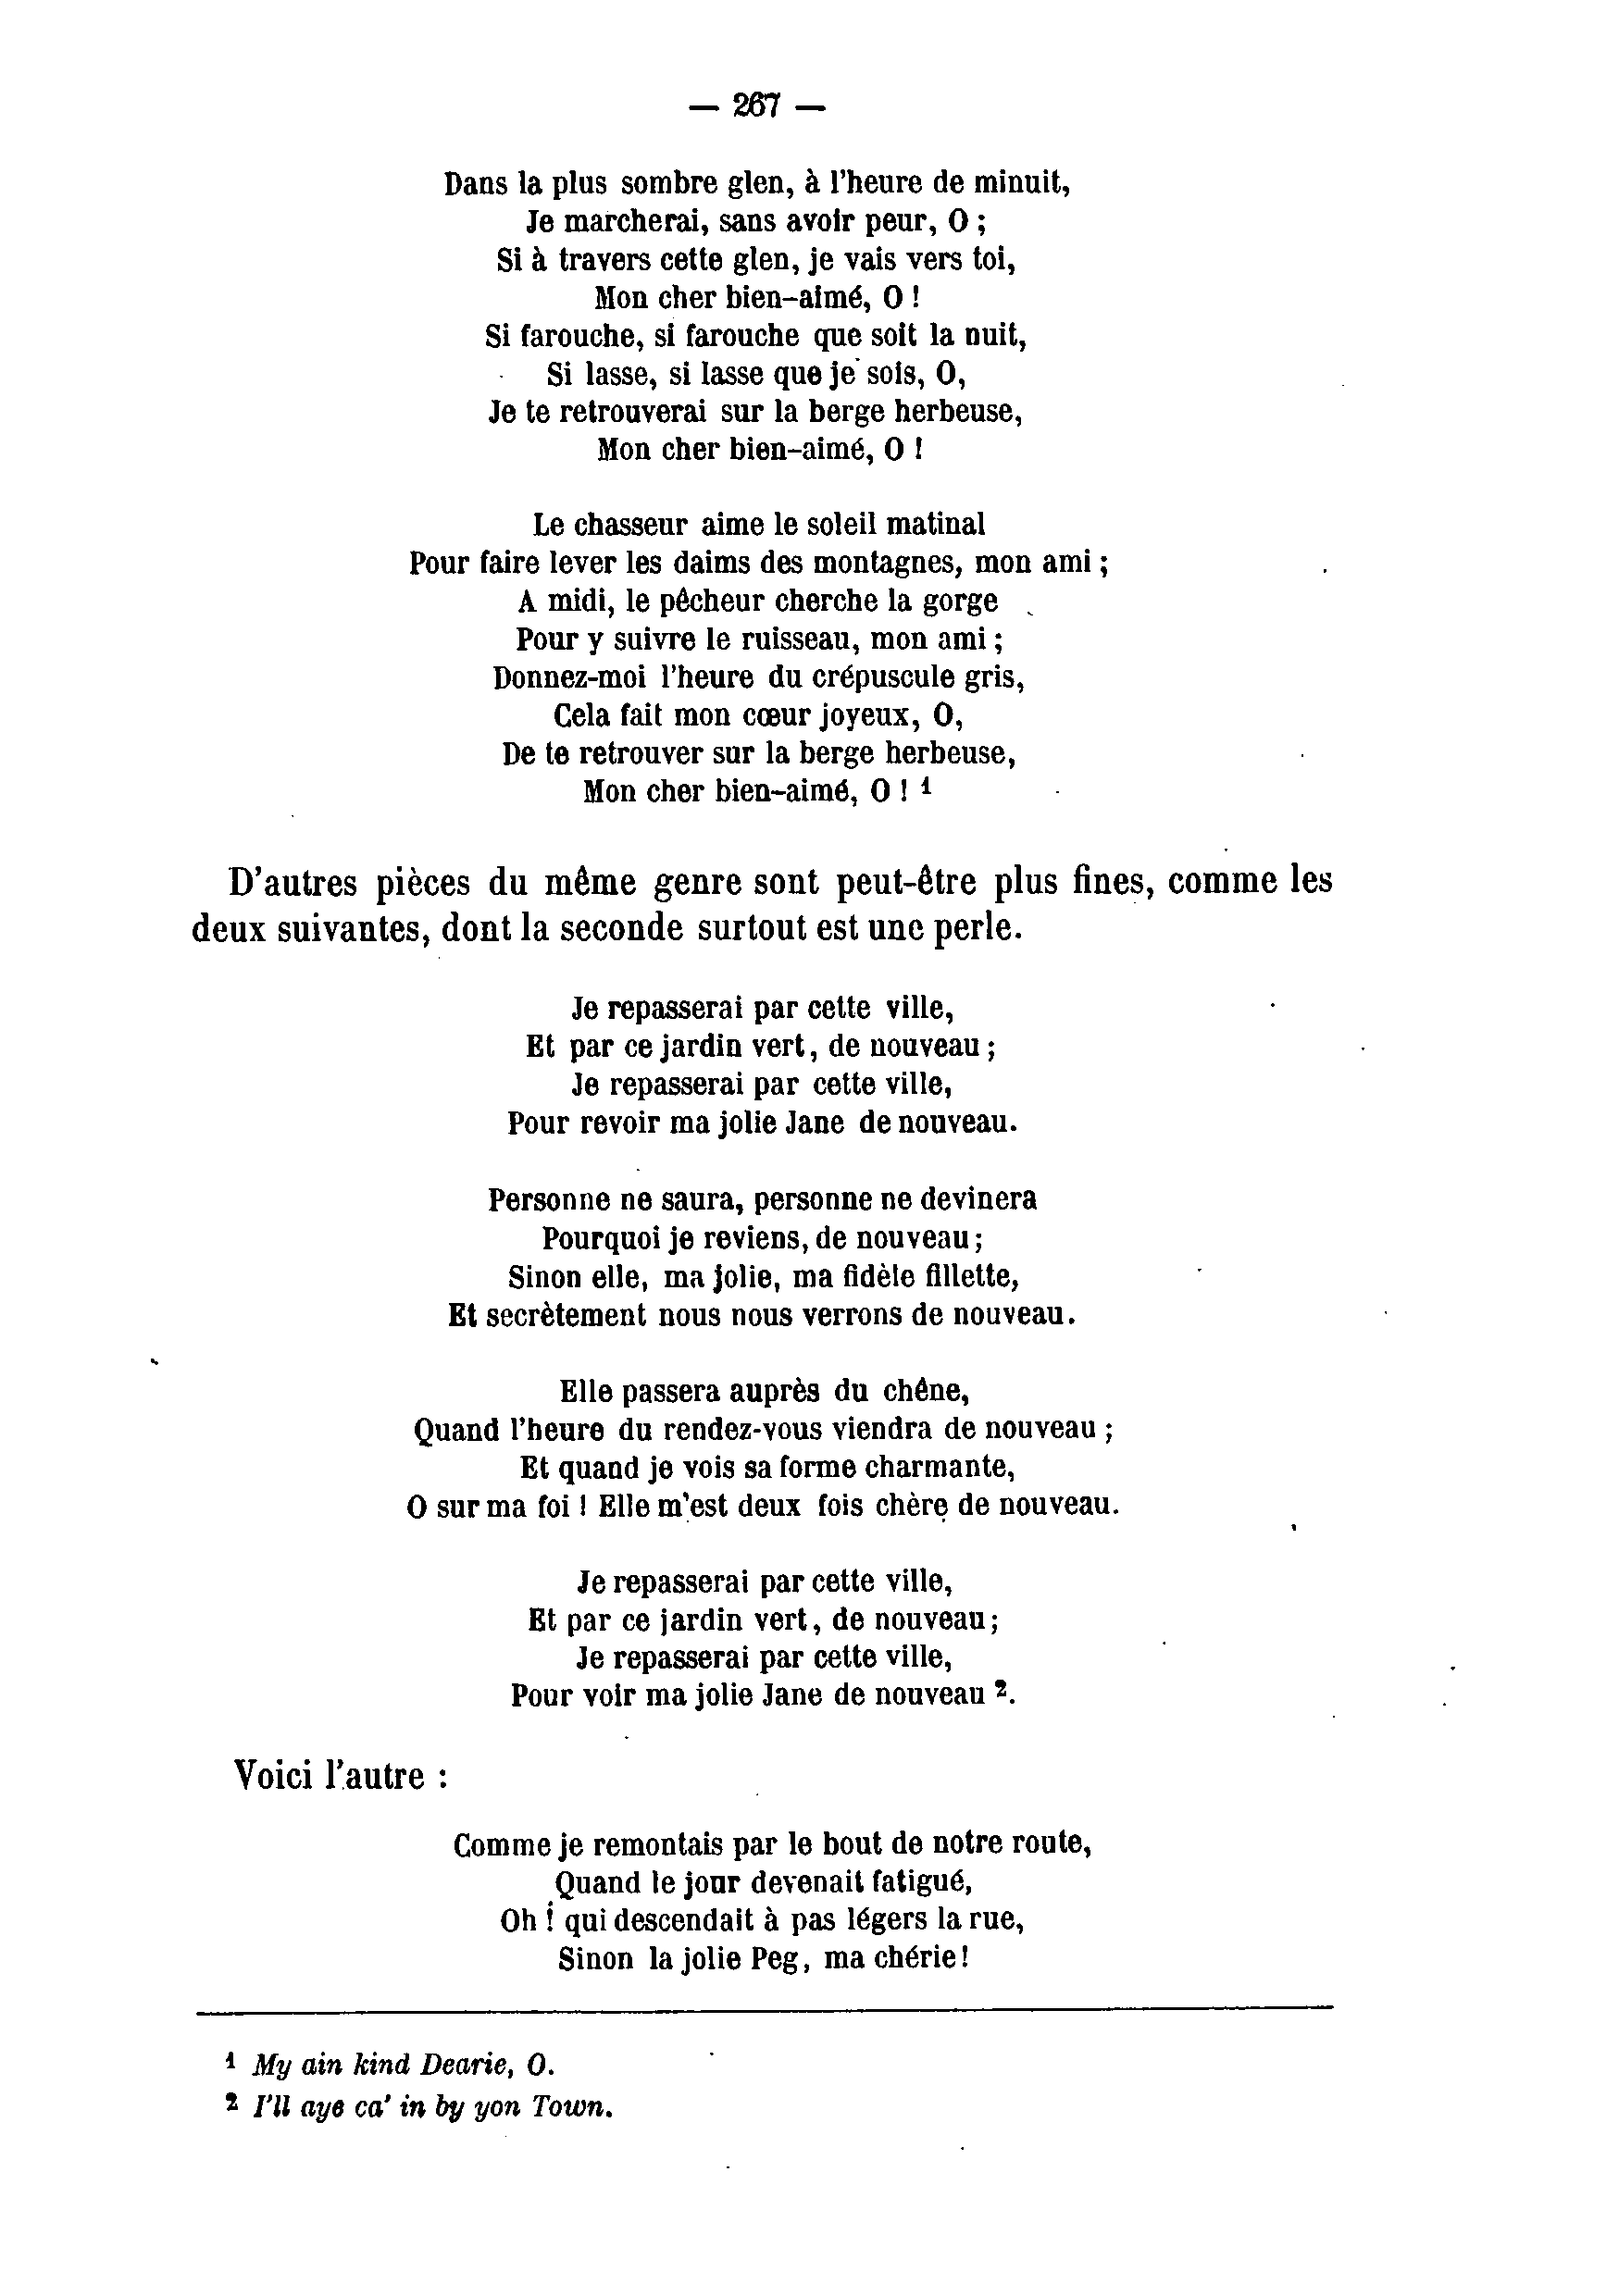 — 267 —
Dans la plus sombre glen, à l'heure de minuit,
Je marcherai, sans avoir peur, O ;
Si à travers cette glen, je vais vers toi,
Mon cher bien-aimé, O !
Si farouche, si farouche que soit la nuit,
Si lasse, si lasse que je sois, O,
Je te retrouverai sur la berge herbeuse,
Mon cher bien-aimé, O !
Le chasseur aime le soleil matinal
Pour faire lever les daims des montagnes, mon ami ;
A midi, le pêcheur cherche la gorge
Pour y suivre le ruisseau, mon ami ;
Donnez-moi l'heure du crépuscule gris,
Cela fait mon cœur joyeux, O,
De te retrouver sur la berge herbeuse,
Mon cher bien-aimé, O ! 1
D'autres pièces du même genre sont peut-être plus fines, comme les
deux suivantes, dont la seconde surtout est une perle.
Je repasserai par cette ville,
Et par ce jardin vert, de nouveau ;
Je repasserai par cette ville,
Pour revoir ma jolie Jane de nouveau.
Personne ne saura, personne ne devinera
Pourquoi je reviens, de nouveau ;
Sinon elle, ma jolie, ma fidèle fillette,
Et secrètement nous nous verrons de nouveau.
Elle passera auprès du chêne,
Quand l'heure du rendez-vous viendra de nouveau ;
Et quand je vois sa forme charmante,
O sur ma foi ! Elle m'est deux fois chère de nouveau.
Je repasserai par cette ville,
Et par ce jardin vert, de nouveau ;
Je repasserai par cette ville,
Pour voir ma jolie Jane de nouveau 2.
Voici l'autre :
Comme je remontais par le bout de notre route,
Quand le jour devenait fatigué,
Oh ! qui descendait à pas légers la rue,
Sinon la jolie Peg, ma chérie !
1 My ain kind Dearie, O.
2 I'll aye ca' in by yon Town.